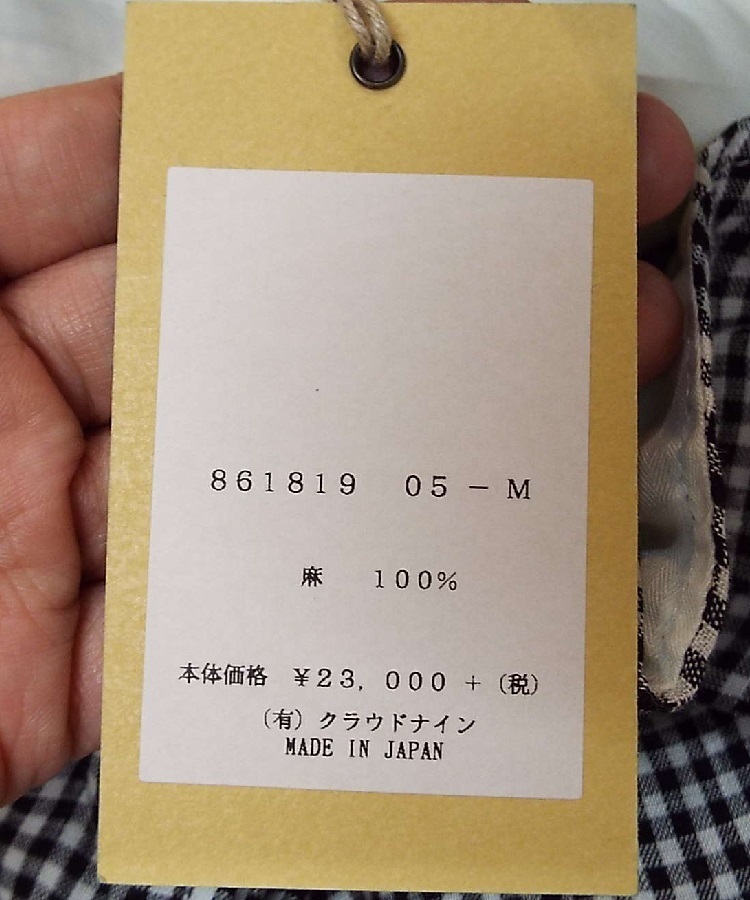 861819 05-M
麻 100%
本体価格 ¥23,000+(税)
(有)クラウドナイン
MADE IN JAPAN